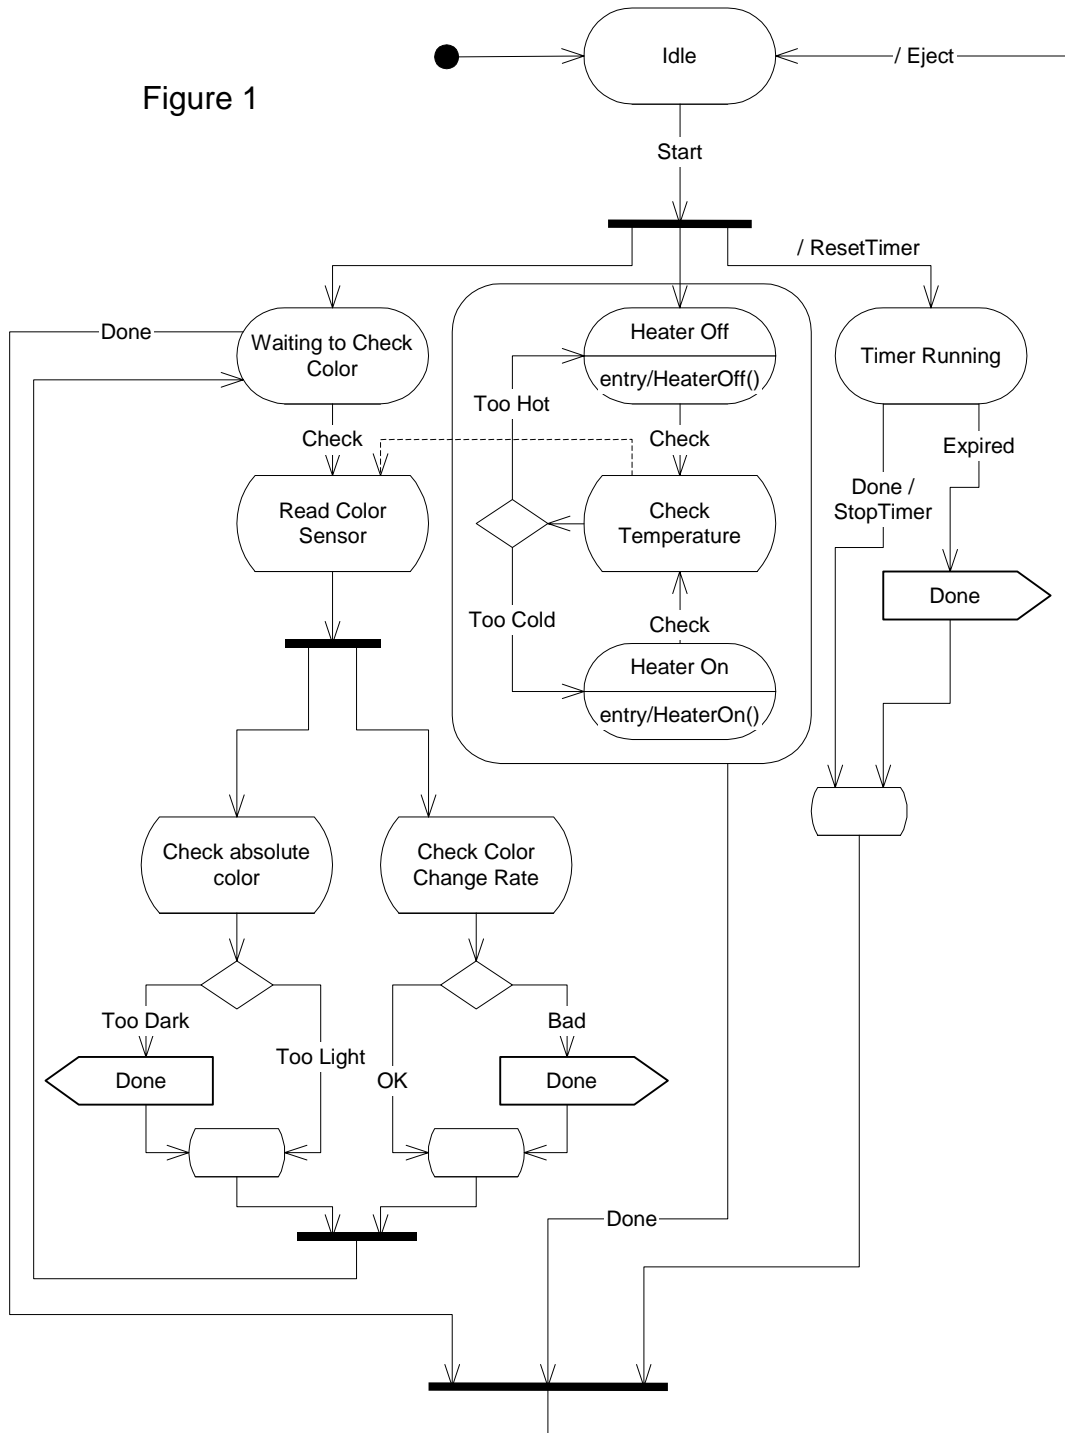 Idle
/ Eject
Figure 1
Start
/ ResetTimer
Done
Waiting to Check
Color
Heater Off
entry/HeaterOff()
Timer Running
Too Hot
Check
Check
Expired
Read Color
Sensor
Check
Temperature
Done /
StopTimer
Done
Too Cold
Check
Heater On
entry/HeaterOn()
Check absolute
color
Check Color
Change Rate
Too Dark
Too Light
OK
Bad
Done
Done
Done